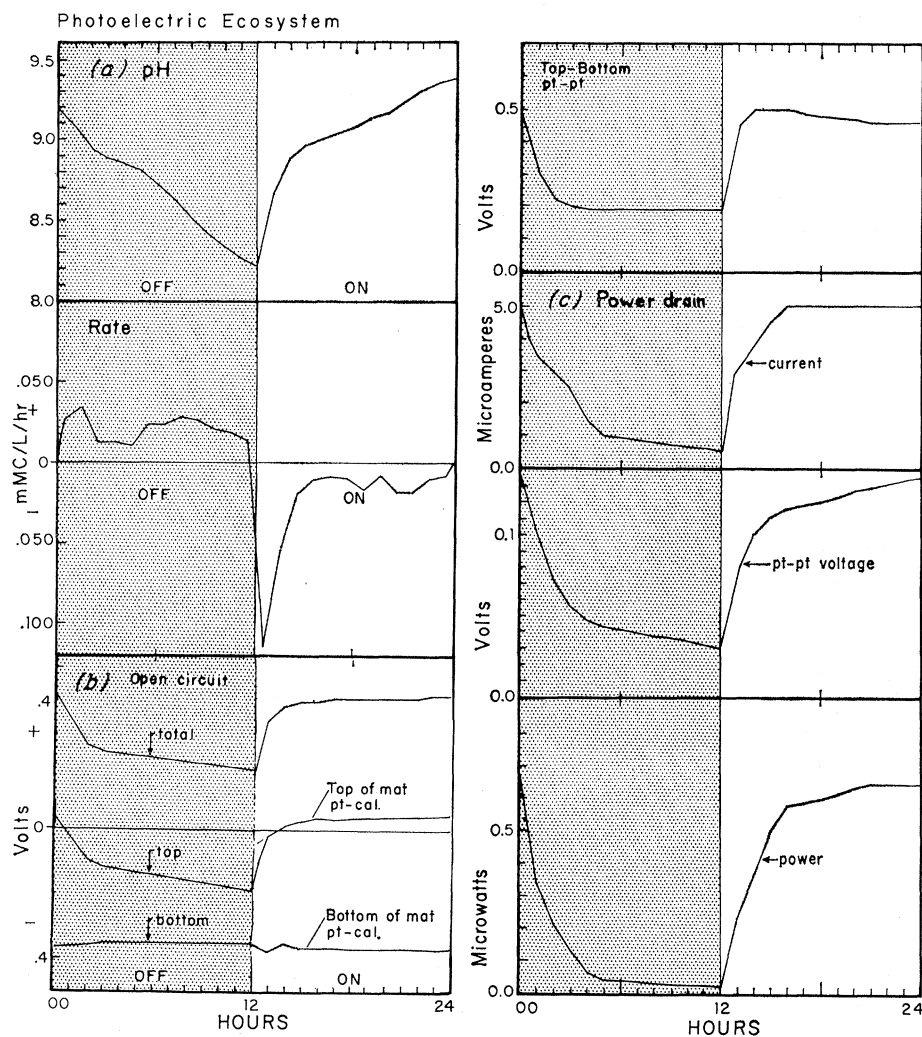 Photoelectric Ecosystem
(a) pH
9.5
9.0
8.5
8.0
OFF
ON
Rate
.050
+
0
–
.050
.100
mMC/L/hr
OFF
ON
(b) Open circuit
.4
+
0
–
.4
Volts
total
Top of mat
pt-cal.
top
bottom
Bottom of mat
pt-cal.
OFF
ON
00
12
24
HOURS
Top-Bottom
pt-pt
0.5
0.0
Volts
(c) Power drain
5.0
0.0
Microamperes
current
0.1
0.0
Volts
pt-pt voltage
0.5
0.0
Microwatts
power
00
12
24
HOURS